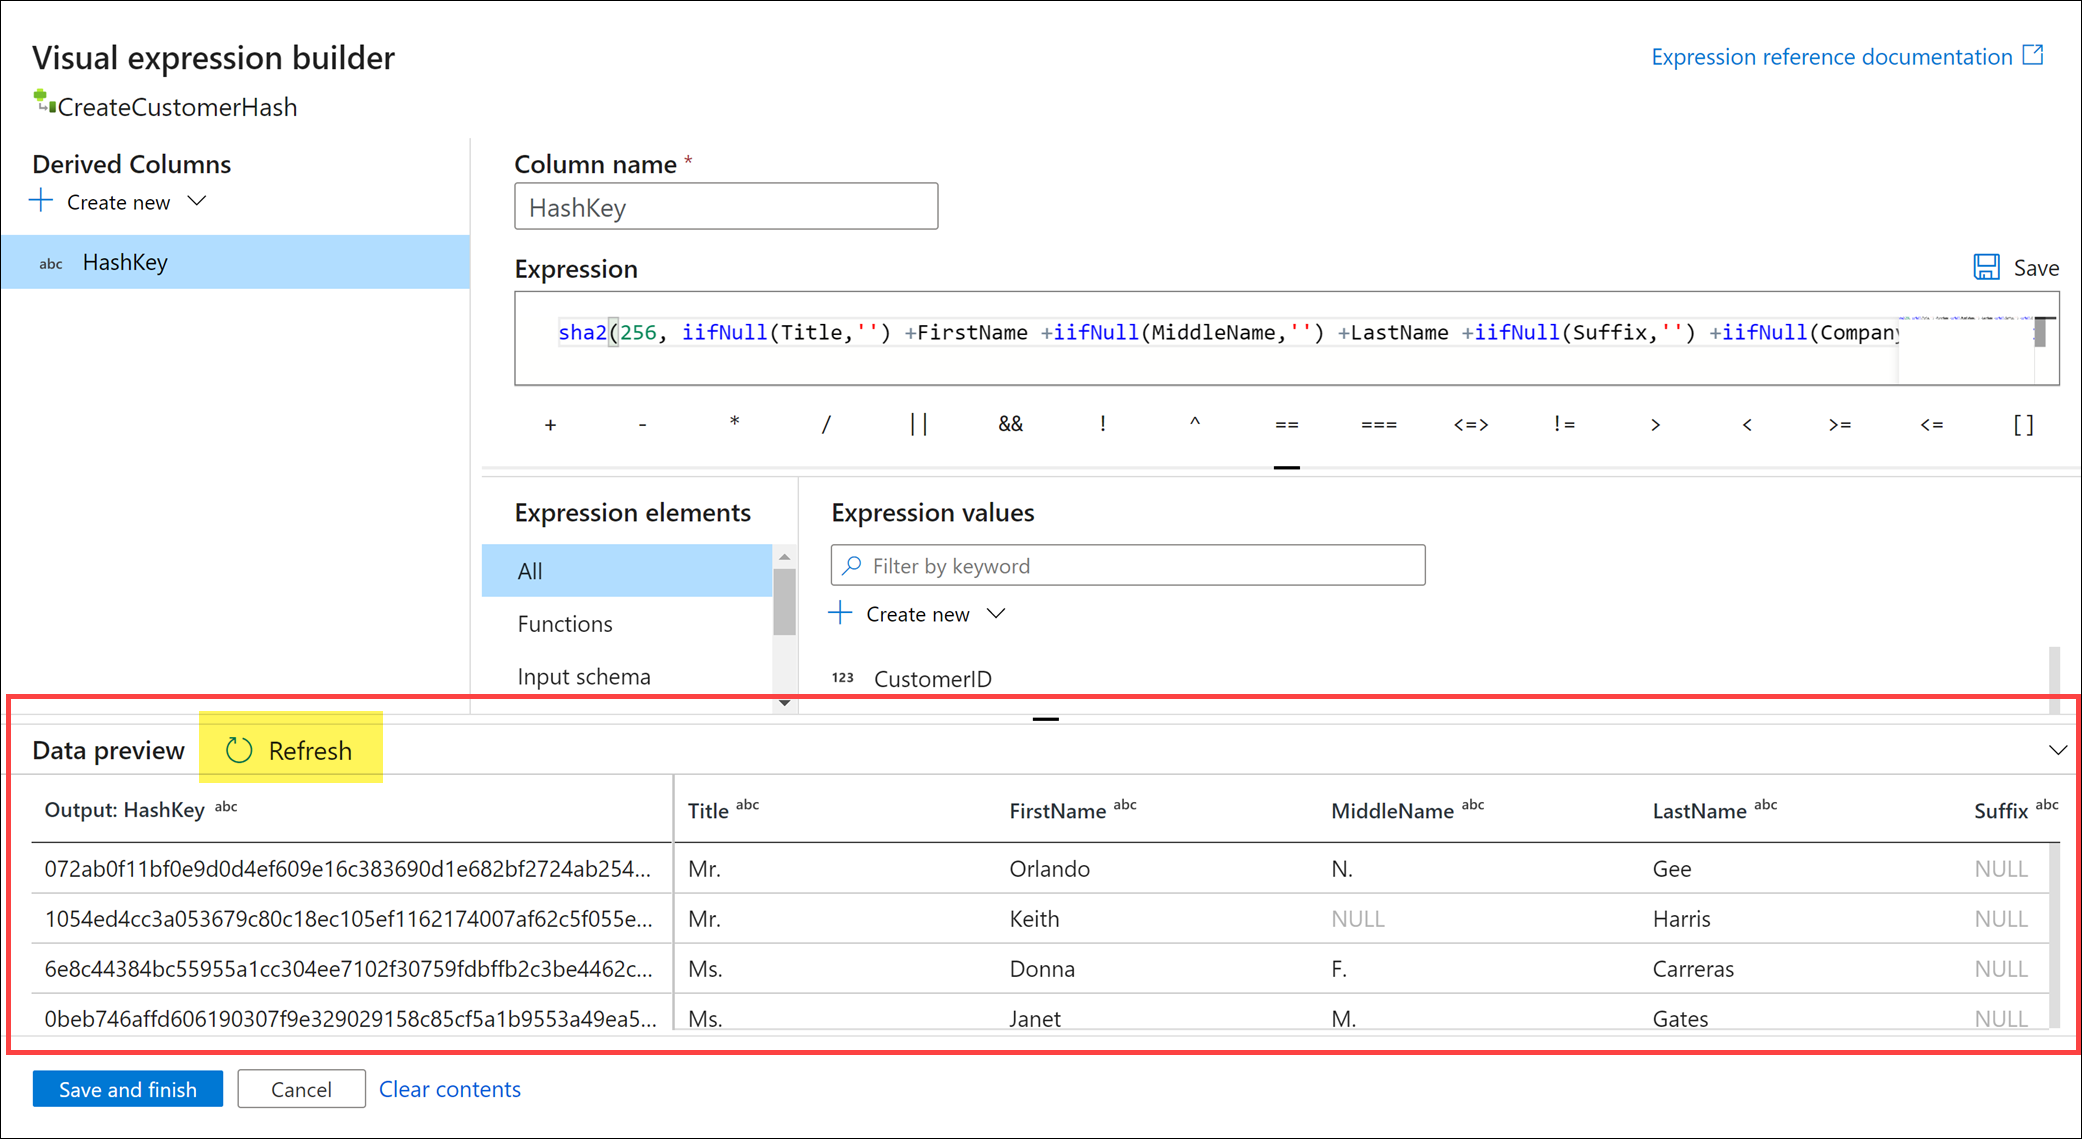 Visual expression builder
Expression reference documentation
CreateCustomerHash
Derived Columns
Create new
abc HashKey
Column name *
HashKey
Expression
Save
sha2(256, iifNull(Title,'') +FirstName +iifNull(MiddleName,'') +LastName +iifNull(Suffix,'') +iifNull(Company
+ - * / || && ! ^ == === <=> != > < >= <= []
Expression elements
All
Functions
Input schema
Expression values
Filter by keyword
Create new
123 CustomerID
Data preview Refresh
Output: HashKey abc Title abc FirstName abc MiddleName abc LastName abc Suffix abc
072ab0f11bf0e9d0d4ef609e16c383690d1e682bf2724ab254... Mr. Orlando N. Gee NULL
1054ed4cc3a053679c80c18ec105ef1162174007af62c5f055e... Mr. Keith NULL Harris NULL
6e8c44384bc55955a1cc304ee7102f30759fdbffb2c3be4462c... Ms. Donna F. Carreras NULL
0beb746affd606190307f9e329029158c85cf5a1b9553a49ea5... Ms. Janet M. Gates NULL
Save and finish Cancel Clear contents